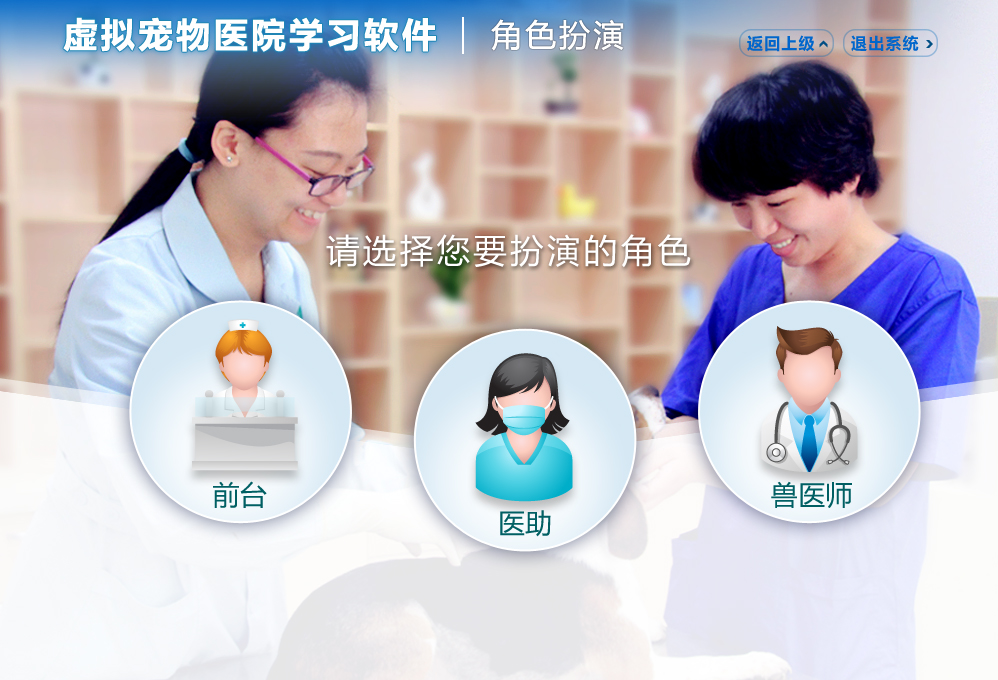 虚拟宠物医院学习软件 | 角色扮演
返回上级
退出系统
请选择您要扮演的角色
前台
医助
兽医师